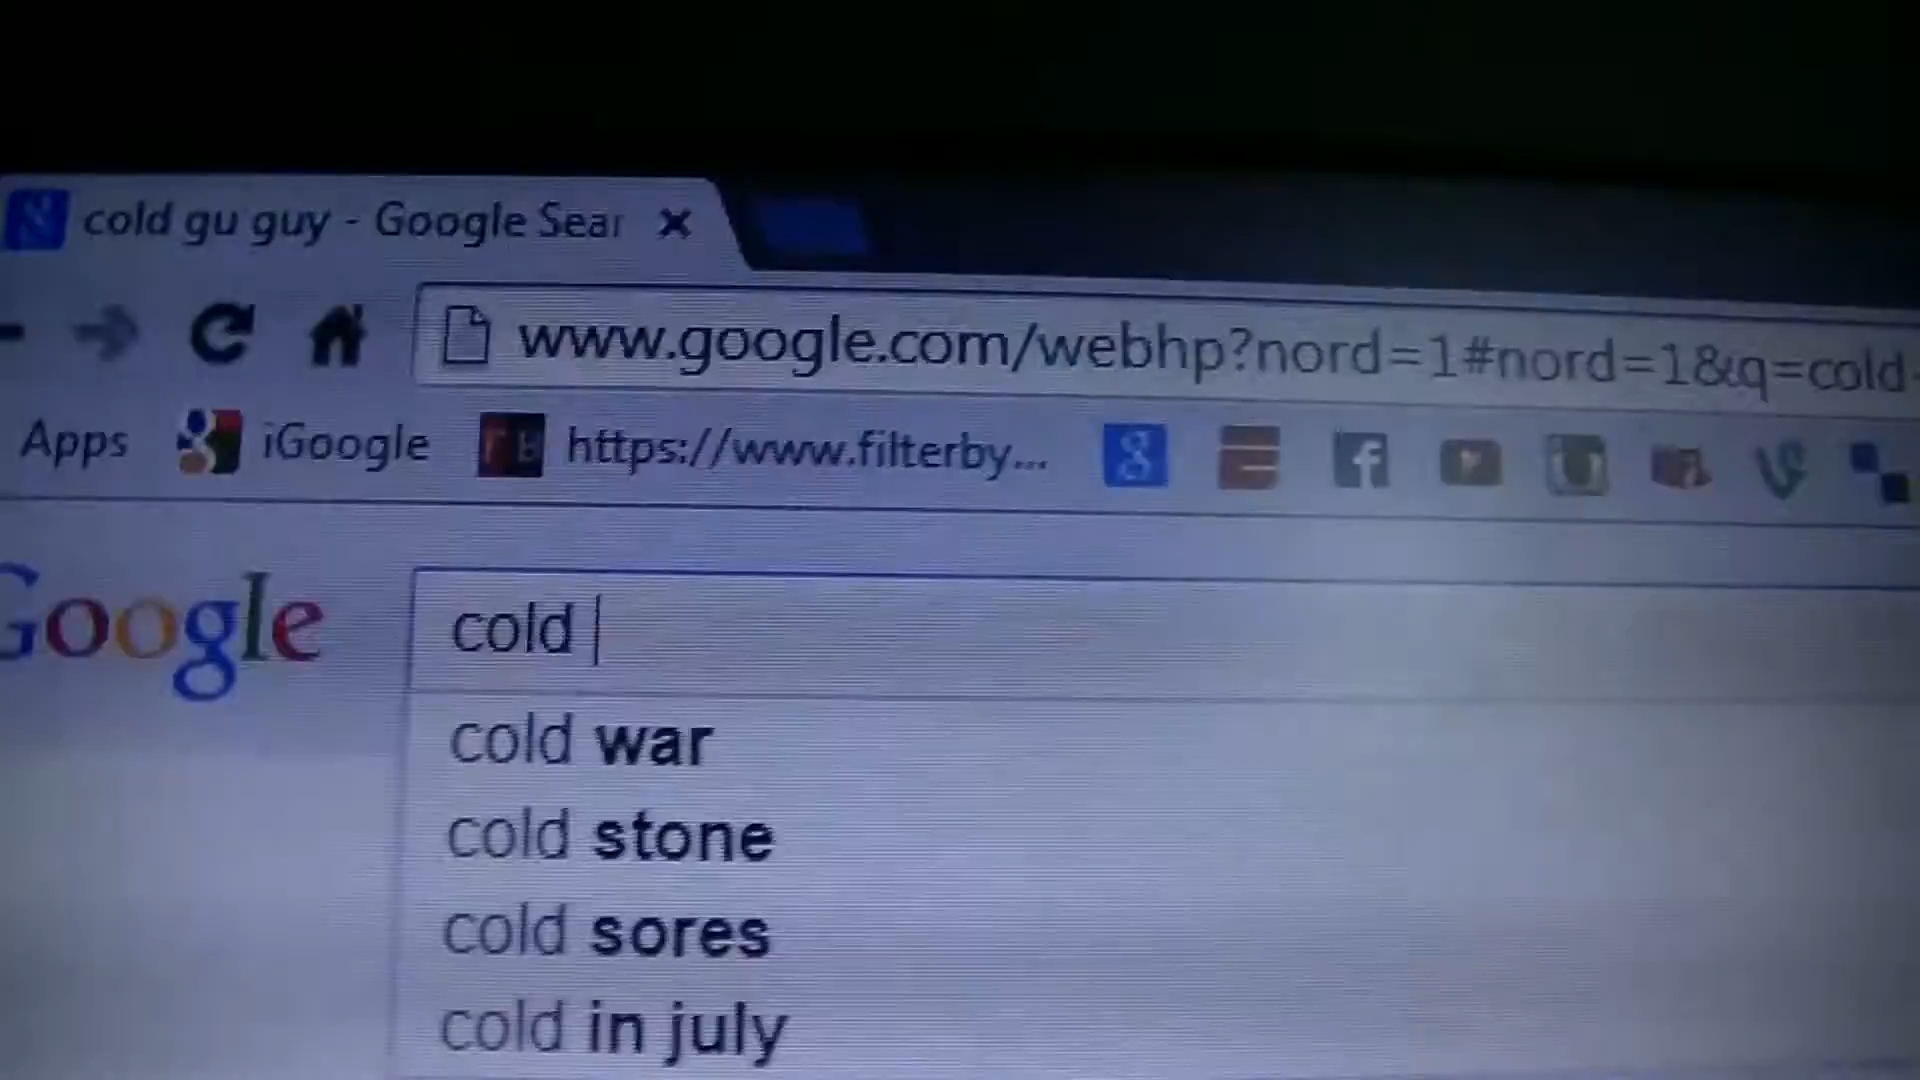 cold gu guy - Google Sear
www.google.com/webhp?nord=1#nord=1&q=cold
Apps iGoogle https://www.filterby...
Google cold
cold war
cold stone
cold sores
cold in july